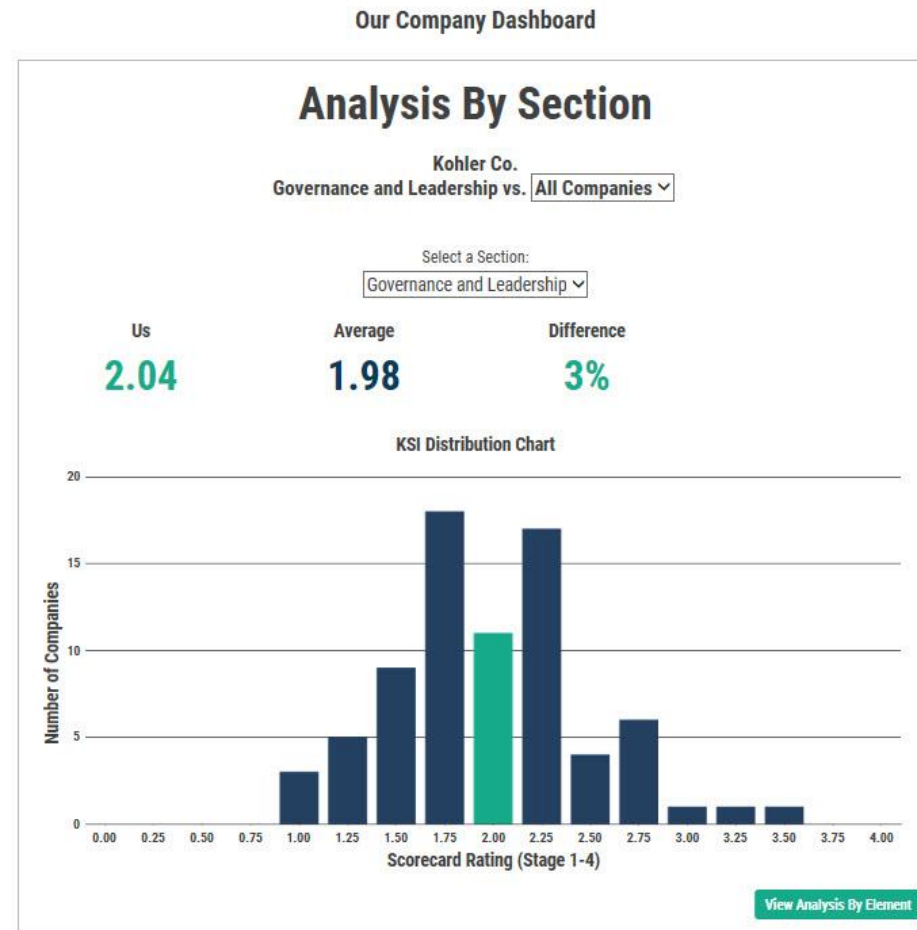 Our Company Dashboard
Analysis By Section
Kohler Co.
Governance and Leadership vs. All Companies
Select a Section:
Governance and Leadership
Us Average Difference
2.04 1.98 3%
KSI Distribution Chart
20
15
10
5
0
Number of Companies
0.00 0.25 0.50 0.75 1.00 1.25 1.50 1.75 2.00 2.25 2.50 2.75 3.00 3.25 3.50 3.75 4.00
Scorecard Rating (Stage 1-4)
View Analysis By Element